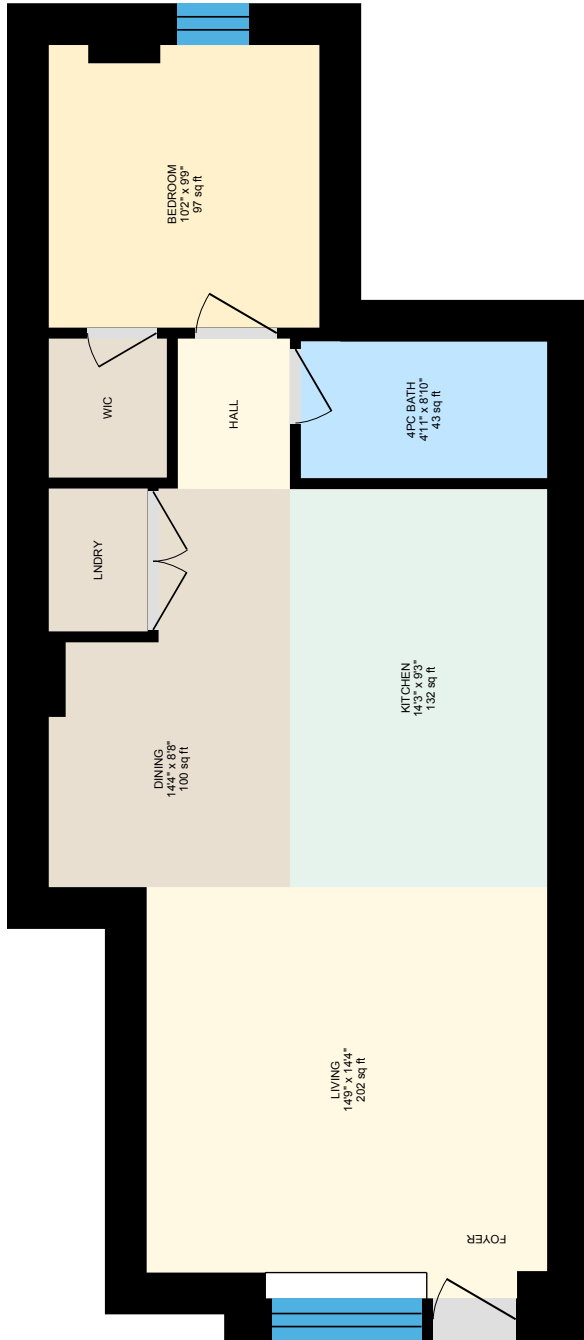 BEDROOM
10'2" x 9'9"
97 sq ft
WIC
HALL
4PC BATH
4'11" x 8'10"
43 sq ft
LNDRY
DINING
14'4" x 8'8"
100 sq ft
KITCHEN
14'3" x 9'3"
132 sq ft
LIVING
14'9" x 14'4"
202 sq ft
FOYER